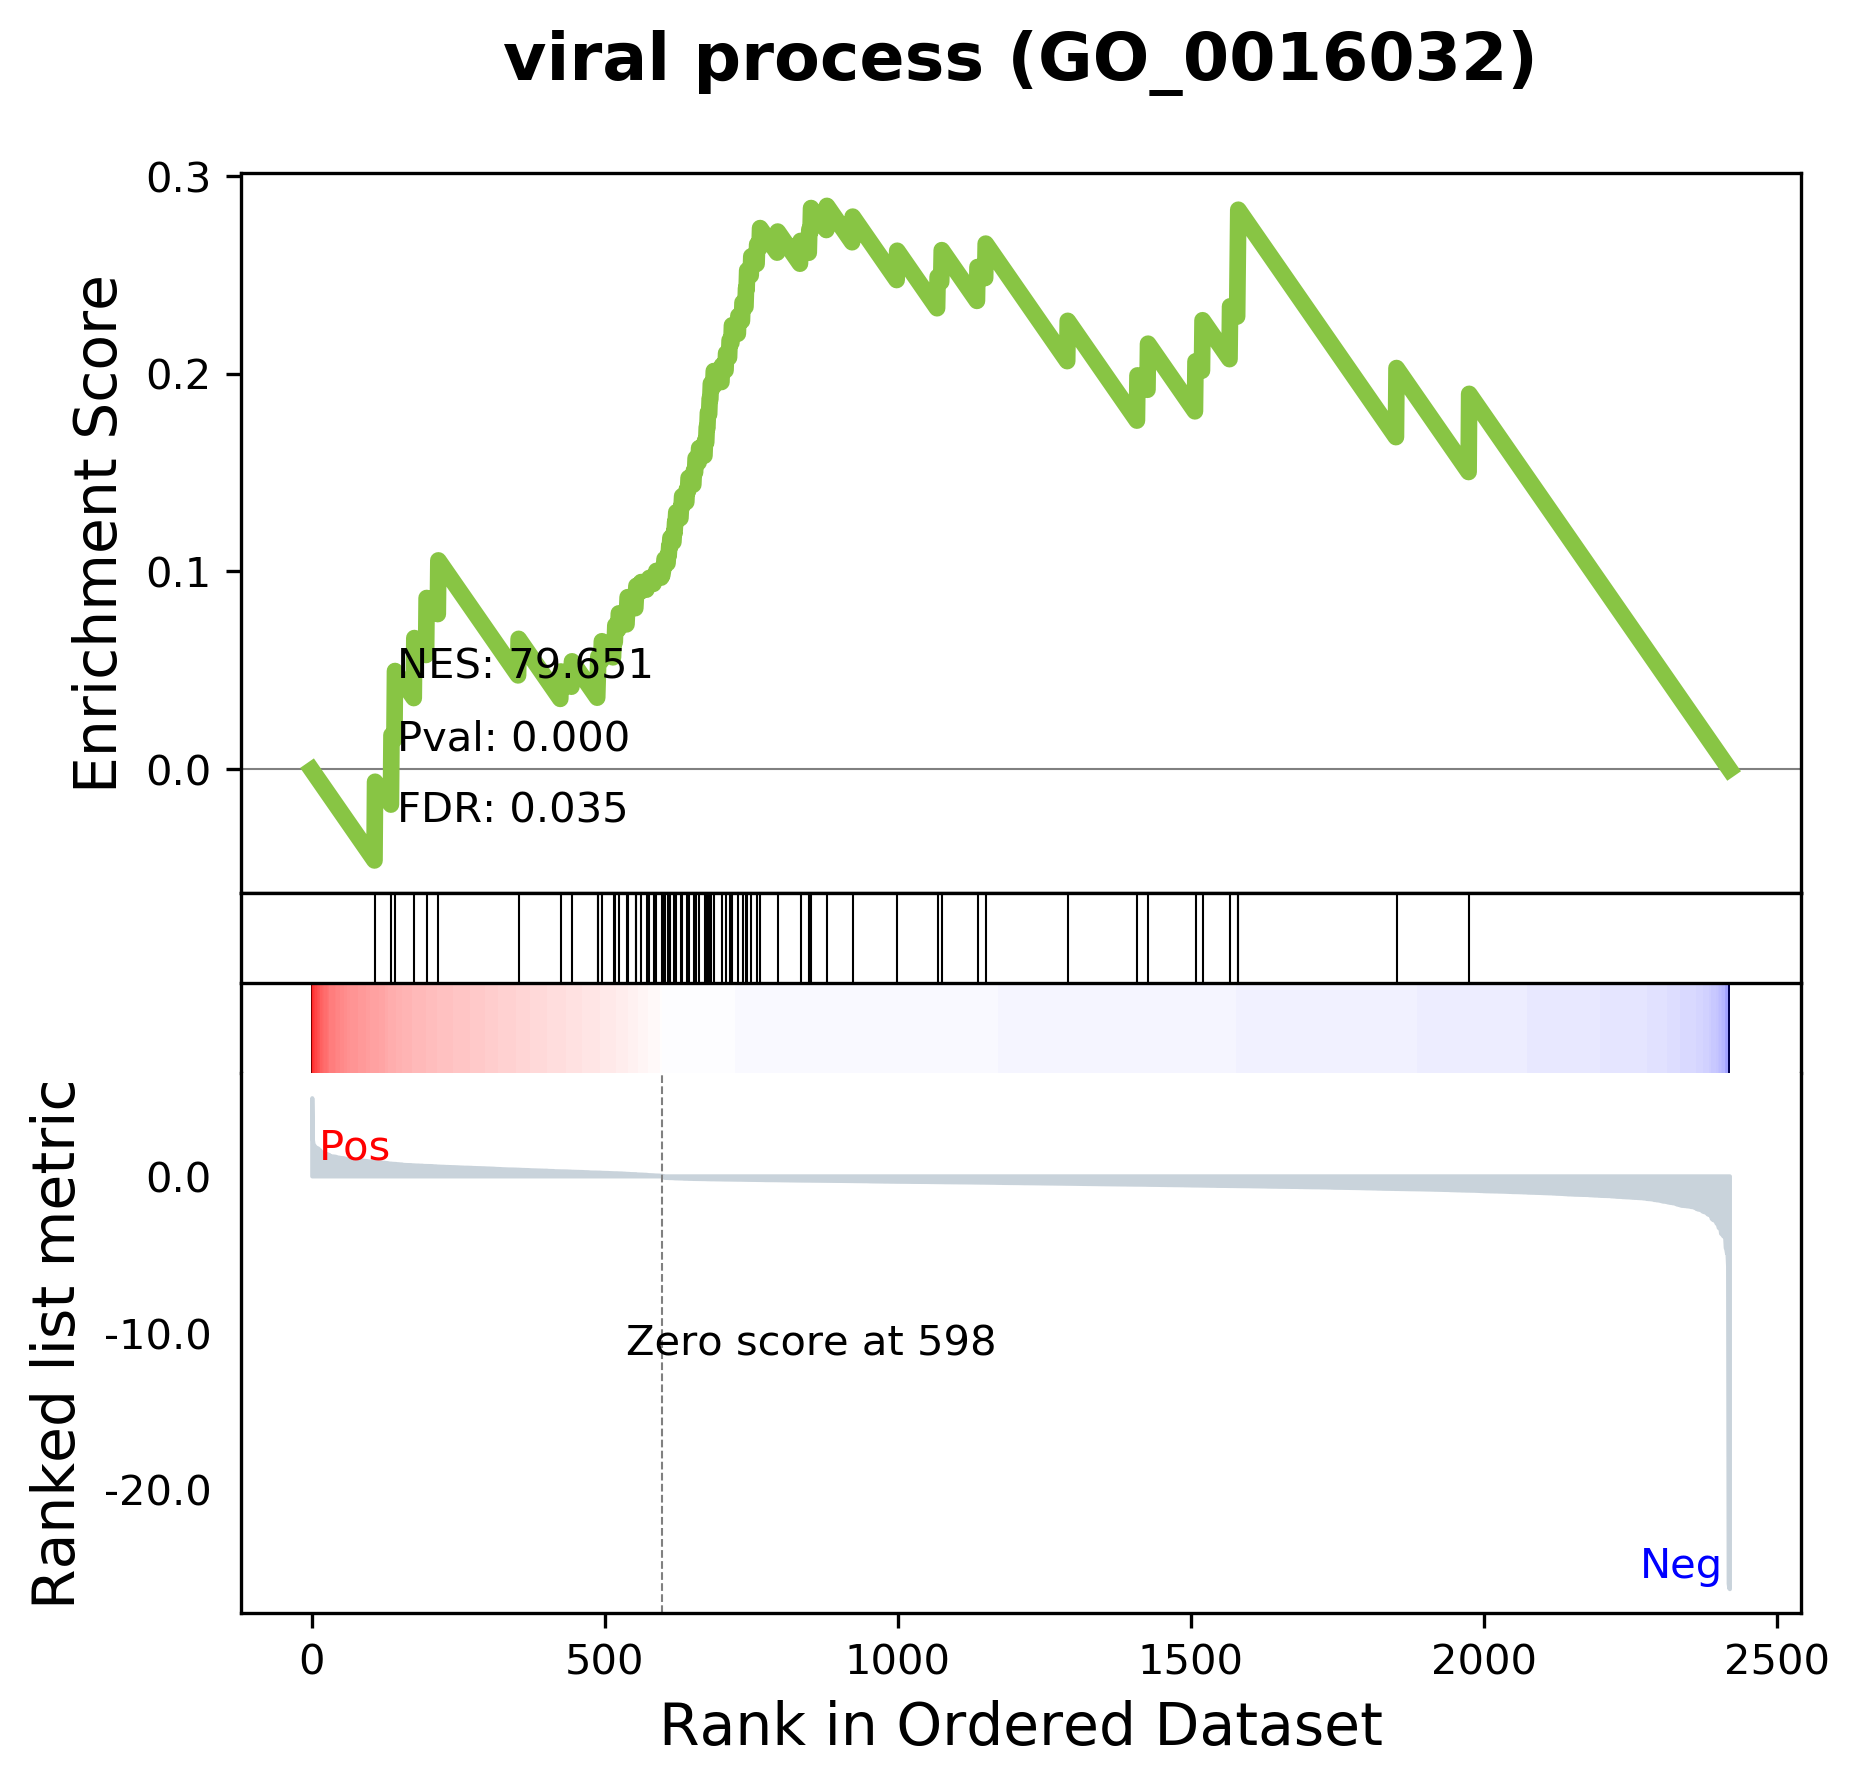 viral process (GO_0016032)
0.3
0.2
0.1
0.0
Enrichment Score
NES: 79.651
Pval: 0.000
FDR: 0.035
Pos
0.0
-10.0
-20.0
Ranked list metric
Zero score at 598
Neg
0 500 1000 1500 2000 2500
Rank in Ordered Dataset